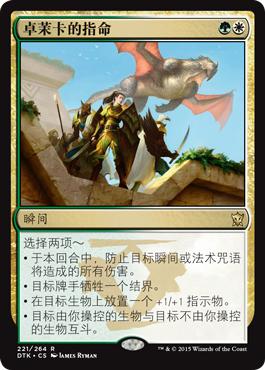 卓茉卡的指命
瞬间
选择两项～
• 于本回合中，防止目标瞬间或法术咒语
将造成的所有伤害。
• 目标牌手牺牲一个结界。
• 在目标生物上放置一个 +1/+1 指示物。
• 目标由你操控的生物与目标不由你操控
的生物互斗。
221/264 R
DTK • CS JAMES RYMAN
™ & © 2015 Wizards of the Coast